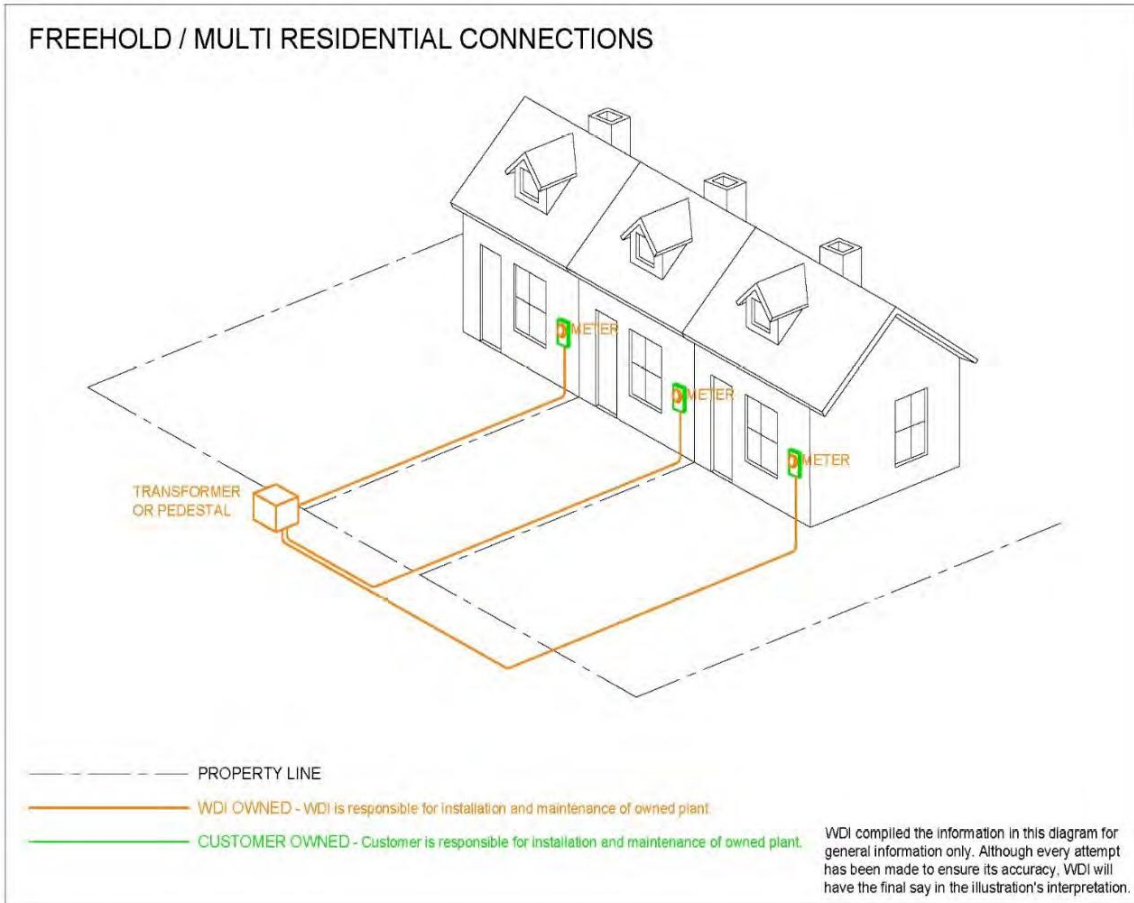 FREEHOLD / MULTI RESIDENTIAL CONNECTIONS
METER
METER
METER
TRANSFORMER
OR PEDESTAL
PROPERTY LINE
WDI OWNED - WDI is responsible for installation and maintenance of owned plant.
CUSTOMER OWNED - Customer is responsible for installation and maintenance of owned plant.
WDI compiled the information in this diagram for
general information only. Although every attempt
has been made to ensure its accuracy, WDI will
have the final say in the illustration's interpretation.